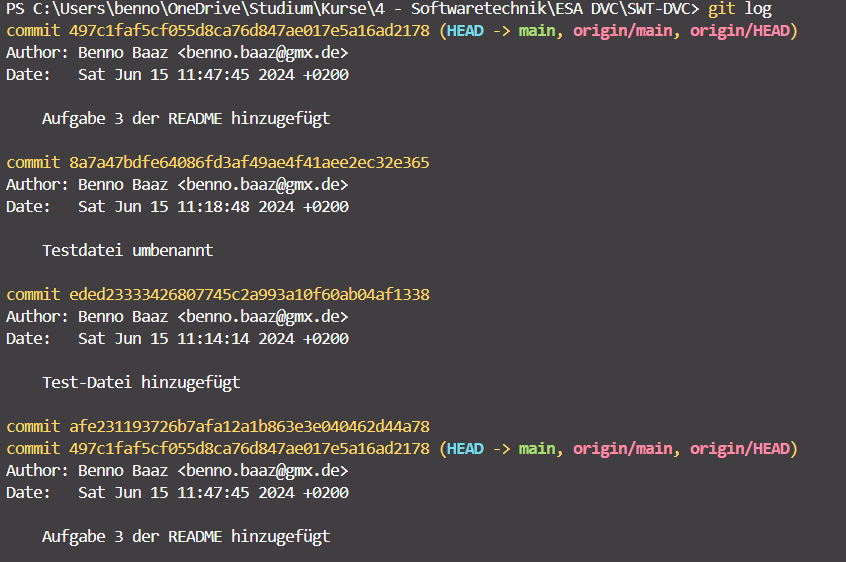 PS C:\Users\benno\OneDrive\Studium\Kurse\4 - Softwaretechnik\ESA DVC\SWT-DVC> git log
commit 497c1faf5cf055d8ca76d847ae017e5a16ad2178 (HEAD -> main, origin/main, origin/HEAD)
Author: Benno Baaz <benno.baaz@gmx.de>
Date:   Sat Jun 15 11:47:45 2024 +0200
Aufgabe 3 der README hinzugefügt
commit 8a7a47bdfe64086fd3af49ae4f41aee2ec32e365
Author: Benno Baaz <benno.baaz@gmx.de>
Date:   Sat Jun 15 11:18:48 2024 +0200
Testdatei umbenannt
commit eded23333426807745c2a993a10f60ab04af1338
Author: Benno Baaz <benno.baaz@gmx.de>
Date:   Sat Jun 15 11:14:14 2024 +0200
Test-Datei hinzugefügt
commit afe231193726b7afa12a1b863e3e040462d44a78
commit 497c1faf5cf055d8ca76d847ae017e5a16ad2178 (HEAD -> main, origin/main, origin/HEAD)
Author: Benno Baaz <benno.baaz@gmx.de>
Date:   Sat Jun 15 11:47:45 2024 +0200
Aufgabe 3 der README hinzugefügt